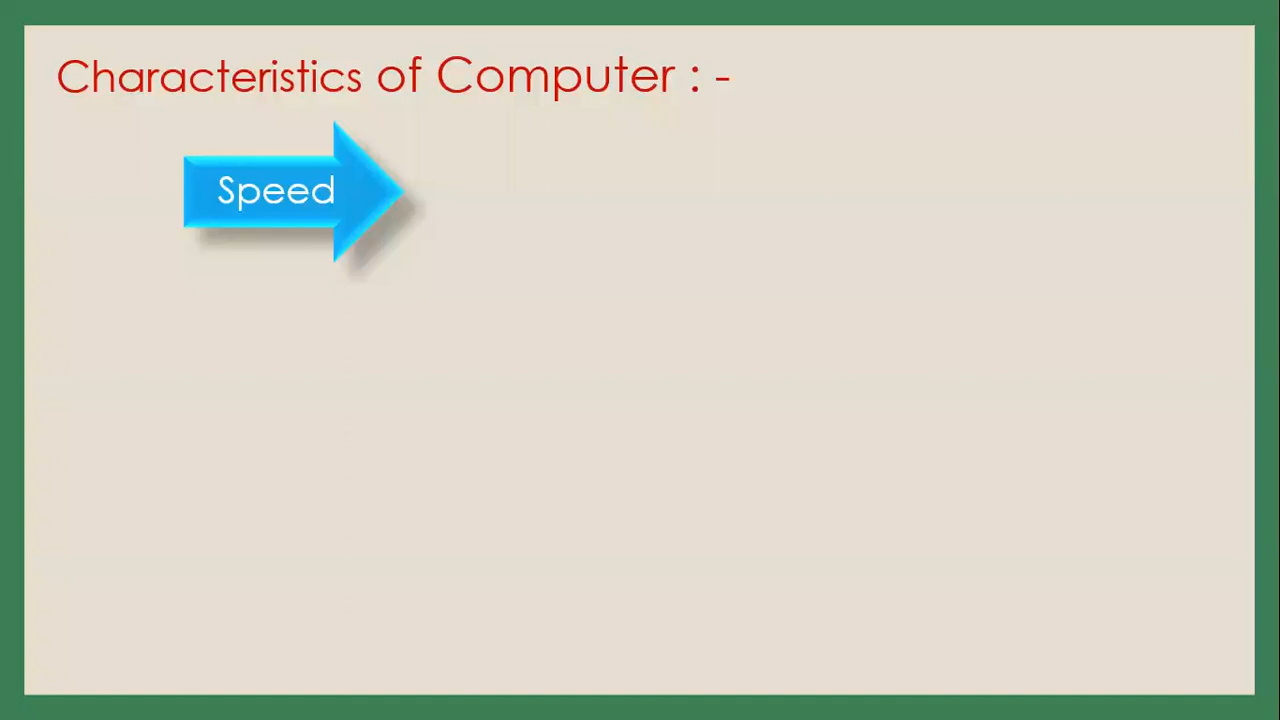 Characteristics of Computer : -
Speed